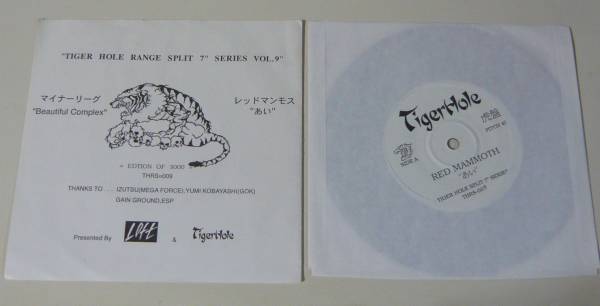 "TIGER HOLE RANGE SPLIT 7" SERIES VOL.9"
マイナーリーグ
"Beautiful Complex"
レッドマンモス
"あい"
= EDTION OF 3000 =
THRS=009
THANKS TO . . . IZUTSU(MEGA FORCE),YUMI KOBAYASHI(GOK)
GAIN GROUND,ESP
Presented By LOFT & TigerHole
TigerHole
SIDE A
RED MAMMOTH
"あい"
TIGER HOLE SPLIT 7" SERIES
THRS-009